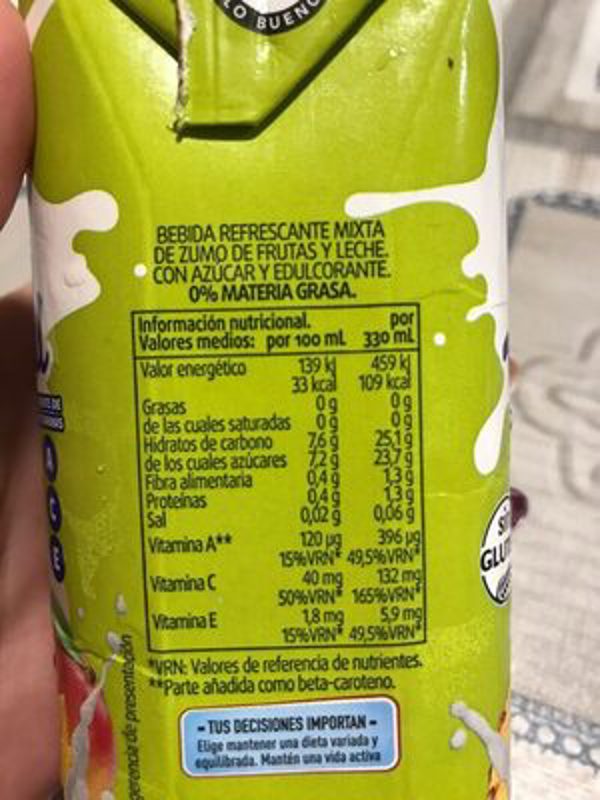 LO BUENO
BEBIDA REFRESCANTE MIXTA
DE ZUMO DE FRUTAS Y LECHE.
CON AZÚCAR Y EDULCORANTE.
0% MATERIA GRASA.
Información nutricional. por
Valores medios: por 100 mL 330 mL
Valor energético 139 kj 459 kj
33 kcal 109 kcal
Grasas 0 g 0 g
de las cuales saturadas 0 g 0 g
Hidratos de carbono 7,6 g 25,1 g
de los cuales azúcares 7,2 g 23,7 g
Fibra alimentaria 0,4 g 1,3 g
Proteínas 0,4 g 1,3 g
Sal 0,02 g 0,06 g
Vitamina A** 120 µg 396 µg
15%VRN* 49,5%VRN*
Vitamina C 40 mg 132 mg
50%VRN* 165%VRN*
Vitamina E 1,8 mg 5,9 mg
15%VRN* 49,5%VRN*
*VRN: Valores de referencia de nutrientes.
**Parte añadida como beta-caroteno.
- TUS DECISIONES IMPORTAN -
Elige mantener una dieta variada y
equilibrada. Mantén una vida activa
gerencia de presentación
A
C
E
SI
GLU